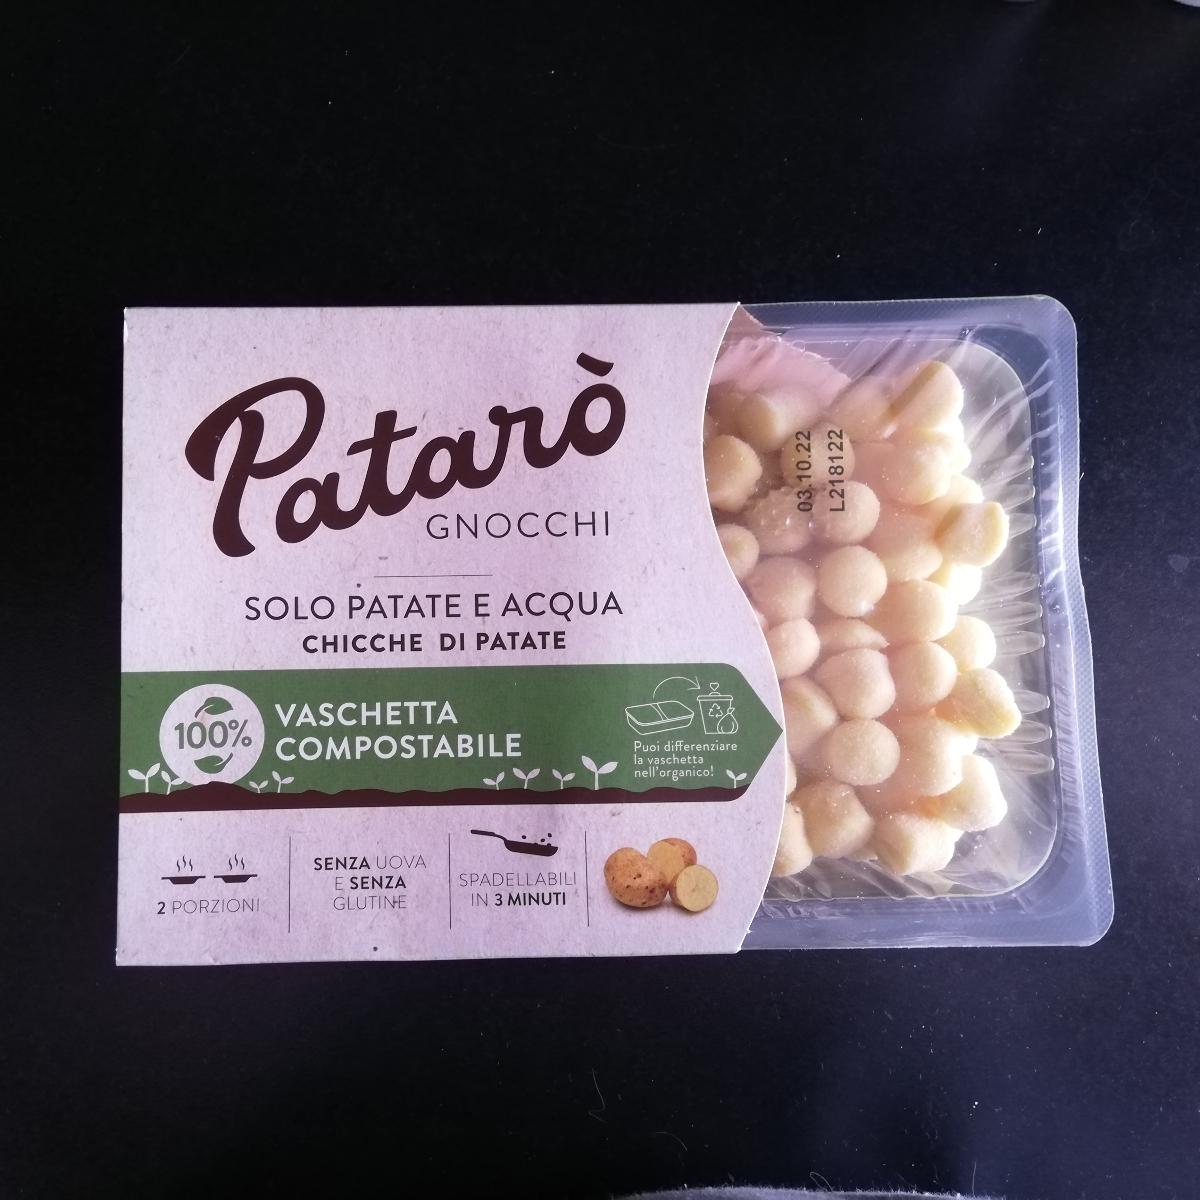 Patarò
GNOCCHI
SOLO PATATE E ACQUA
CHICCHE DI PATATE
100%
VASCHETTA
COMPOSTABILE
Puoi differenziare
la vaschetta
nell'organico!
2 PORZIONI
SENZA UOVA
E SENZA
GLUTINE
SPADELLABILI
IN 3 MINUTI
03.10.22
L218122